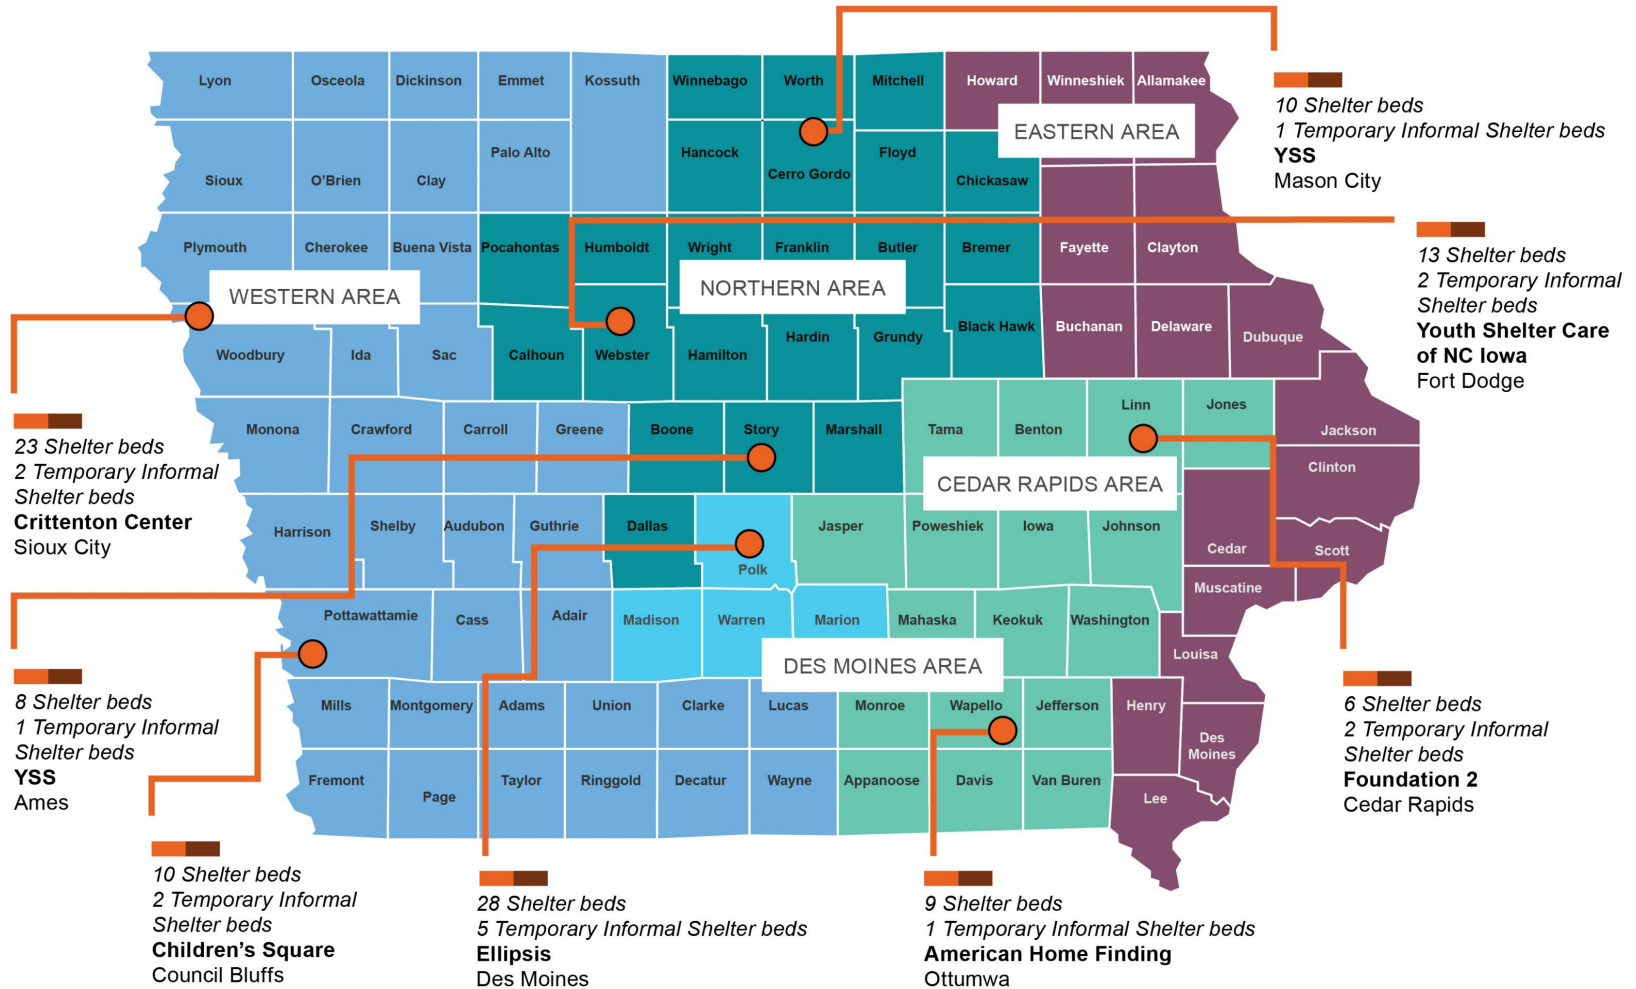 Lyon
Osceola
Dickinson
Emmet
Kossuth
Winnebago
Worth
Mitchell
Howard
Winneshiek
Allamakee
EASTERN AREA
Sioux
O’Brien
Clay
Palo Alto
Hancock
Cerro Gordo
Floyd
Chickasaw
Plymouth
Cherokee
Buena Vista
Pocahontas
Humboldt
Wright
Franklin
Butler
Bremer
Fayette
Clayton
WESTERN AREA
NORTHERN AREA
Woodbury
Ida
Sac
Calhoun
Webster
Hamilton
Hardin
Grundy
Black Hawk
Buchanan
Delaware
Dubuque
Monona
Crawford
Carroll
Greene
Boone
Story
Marshall
Tama
Benton
Linn
Jones
Jackson
Clinton
CEDAR RAPIDS AREA
Harrison
Shelby
Audubon
Guthrie
Dallas
Polk
Jasper
Poweshiek
Iowa
Johnson
Cedar
Scott
Muscatine
Pottawattamie
Cass
Adair
Madison
Warren
Marion
Mahaska
Keokuk
Washington
Louisa
DES MOINES AREA
Mills
Montgomery
Adams
Union
Clarke
Lucas
Monroe
Wapello
Jefferson
Henry
Des
Moines
Fremont
Page
Taylor
Ringgold
Decatur
Wayne
Appanoose
Davis
Van Buren
Lee
10 Shelter beds
1 Temporary Informal Shelter beds
YSS
Mason City
13 Shelter beds
2 Temporary Informal
Shelter beds
Youth Shelter Care
of NC Iowa
Fort Dodge
23 Shelter beds
2 Temporary Informal
Shelter beds
Crittenton Center
Sioux City
8 Shelter beds
1 Temporary Informal
Shelter beds
YSS
Ames
6 Shelter beds
2 Temporary Informal
Shelter beds
Foundation 2
Cedar Rapids
10 Shelter beds
2 Temporary Informal
Shelter beds
Children’s Square
Council Bluffs
28 Shelter beds
5 Temporary Informal Shelter beds
Ellipsis
Des Moines
9 Shelter beds
1 Temporary Informal Shelter beds
American Home Finding
Ottumwa